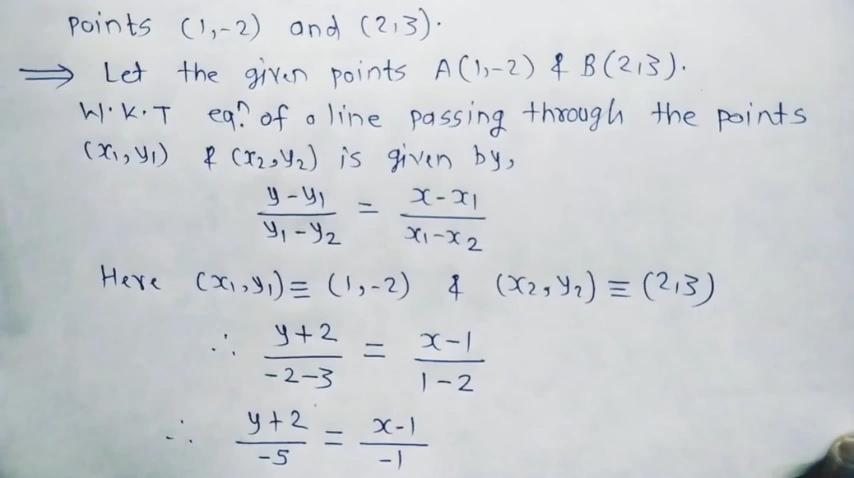 points (1,-2) and (2,3).
⟹ Let the given points A(1,-2) & B(2,3).
W.K.T eqⁿ. of a line passing through the points
(x₁,y₁) & (x₂,y₂) is given by,
(y-y₁)/(y₁-y₂) = (x-x₁)/(x₁-x₂)
Here (x₁,y₁)≡(1,-2) & (x₂,y₂)≡(2,3)
∴ (y+2)/(-2-3) = (x-1)/(1-2)
∴ (y+2)/(-5) = (x-1)/(-1)